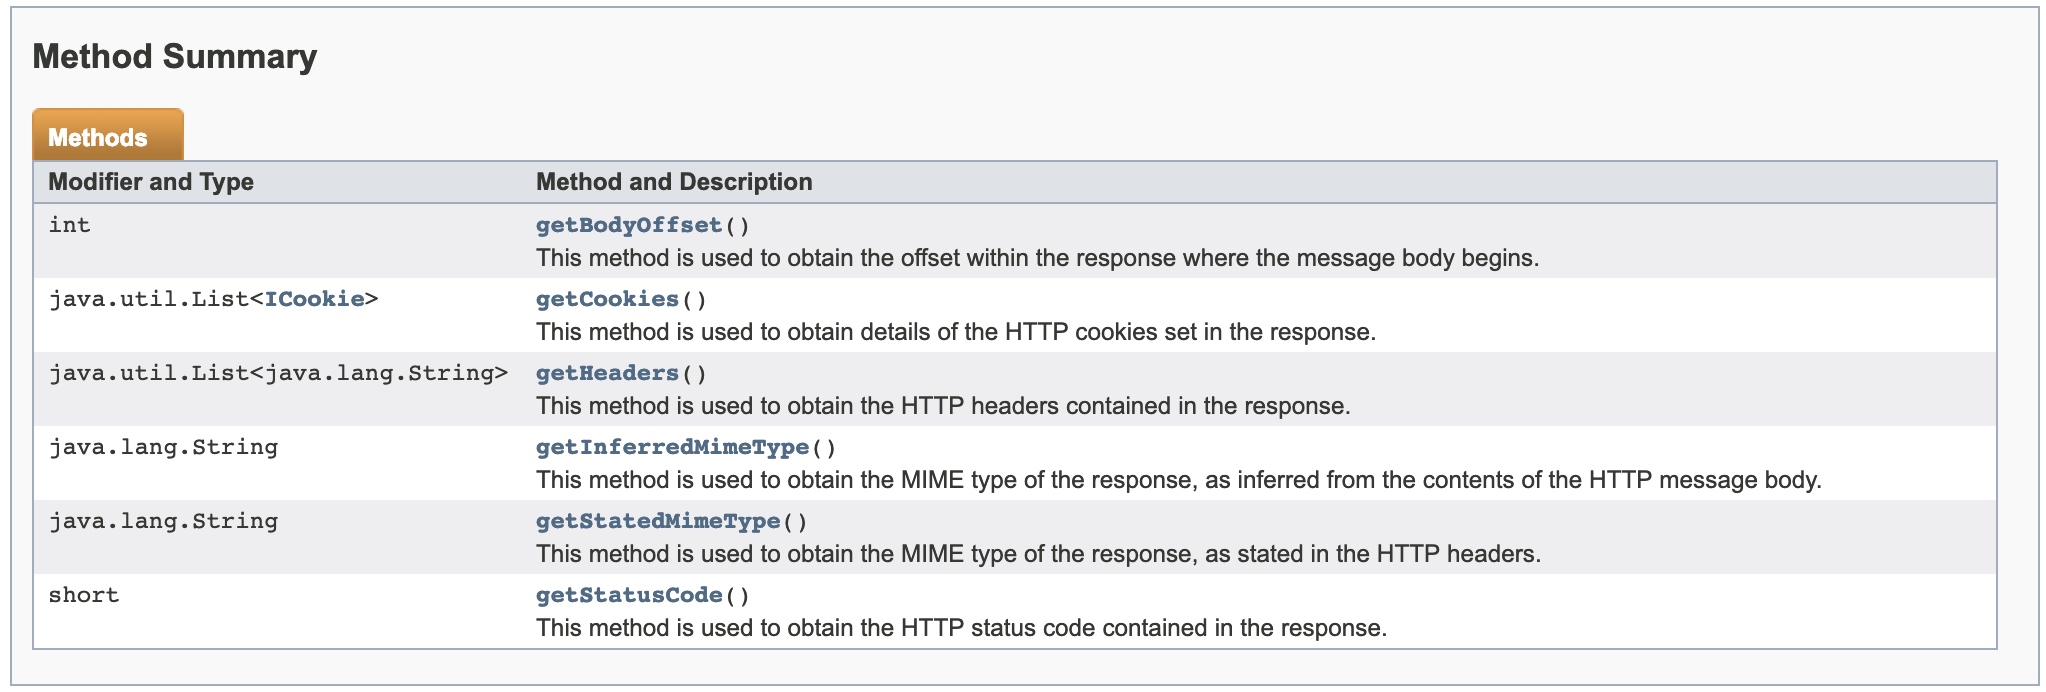 Method Summary
Methods
Modifier and Type Method and Description
int getBodyOffset()
This method is used to obtain the offset within the response where the message body begins.
java.util.List<ICookie> getCookies()
This method is used to obtain details of the HTTP cookies set in the response.
java.util.List<java.lang.String> getHeaders()
This method is used to obtain the HTTP headers contained in the response.
java.lang.String getInferredMimeType()
This method is used to obtain the MIME type of the response, as inferred from the contents of the HTTP message body.
java.lang.String getStatedMimeType()
This method is used to obtain the MIME type of the response, as stated in the HTTP headers.
short getStatusCode()
This method is used to obtain the HTTP status code contained in the response.